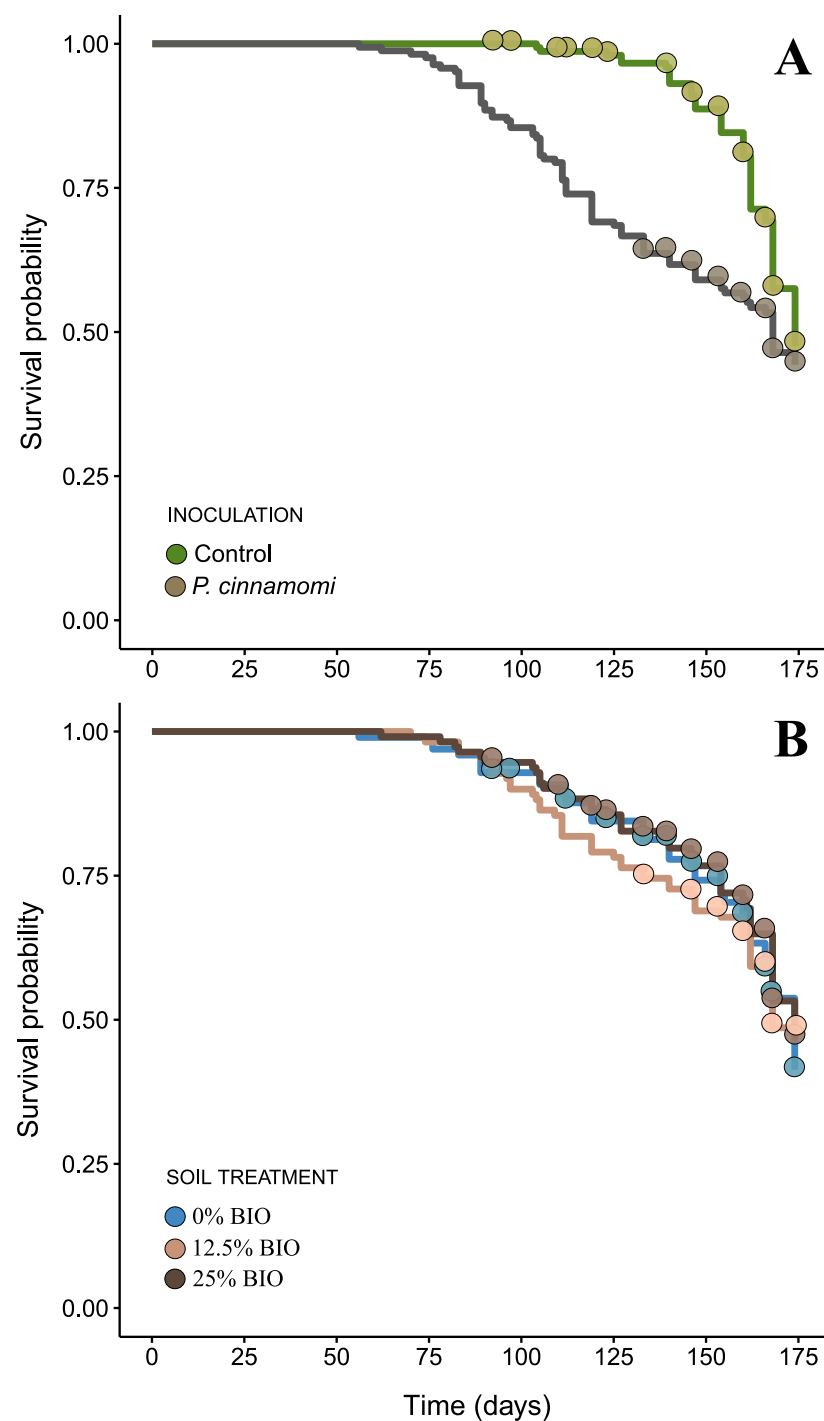 A
1.00
0.75
0.50
0.25
0.00
Survival probability
INOCULATION
Control
P. cinnamomi
0 25 50 75 100 125 150 175
B
1.00
0.75
0.50
0.25
0.00
Survival probability
SOIL TREATMENT
0% BIO
12.5% BIO
25% BIO
0 25 50 75 100 125 150 175
Time (days)